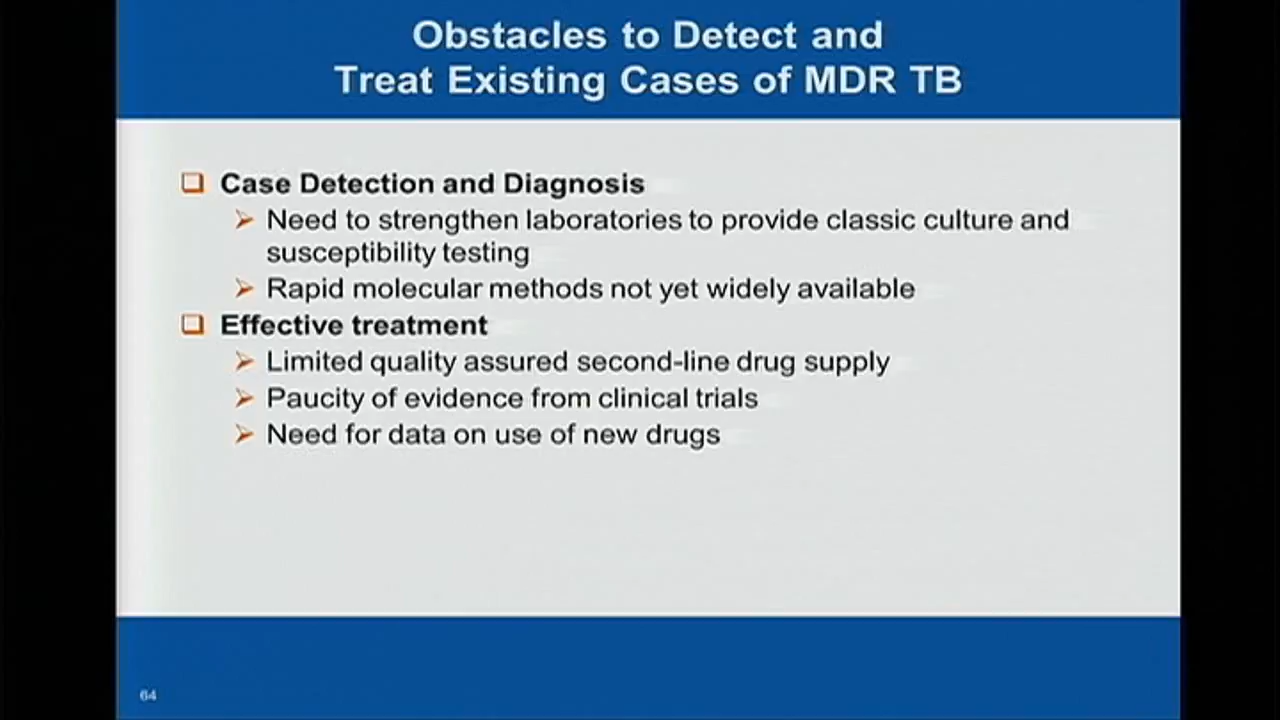 Obstacles to Detect and
Treat Existing Cases of MDR TB
Case Detection and Diagnosis
Need to strengthen laboratories to provide classic culture and
susceptibility testing
Rapid molecular methods not yet widely available
Effective treatment
Limited quality assured second-line drug supply
Paucity of evidence from clinical trials
Need for data on use of new drugs
64